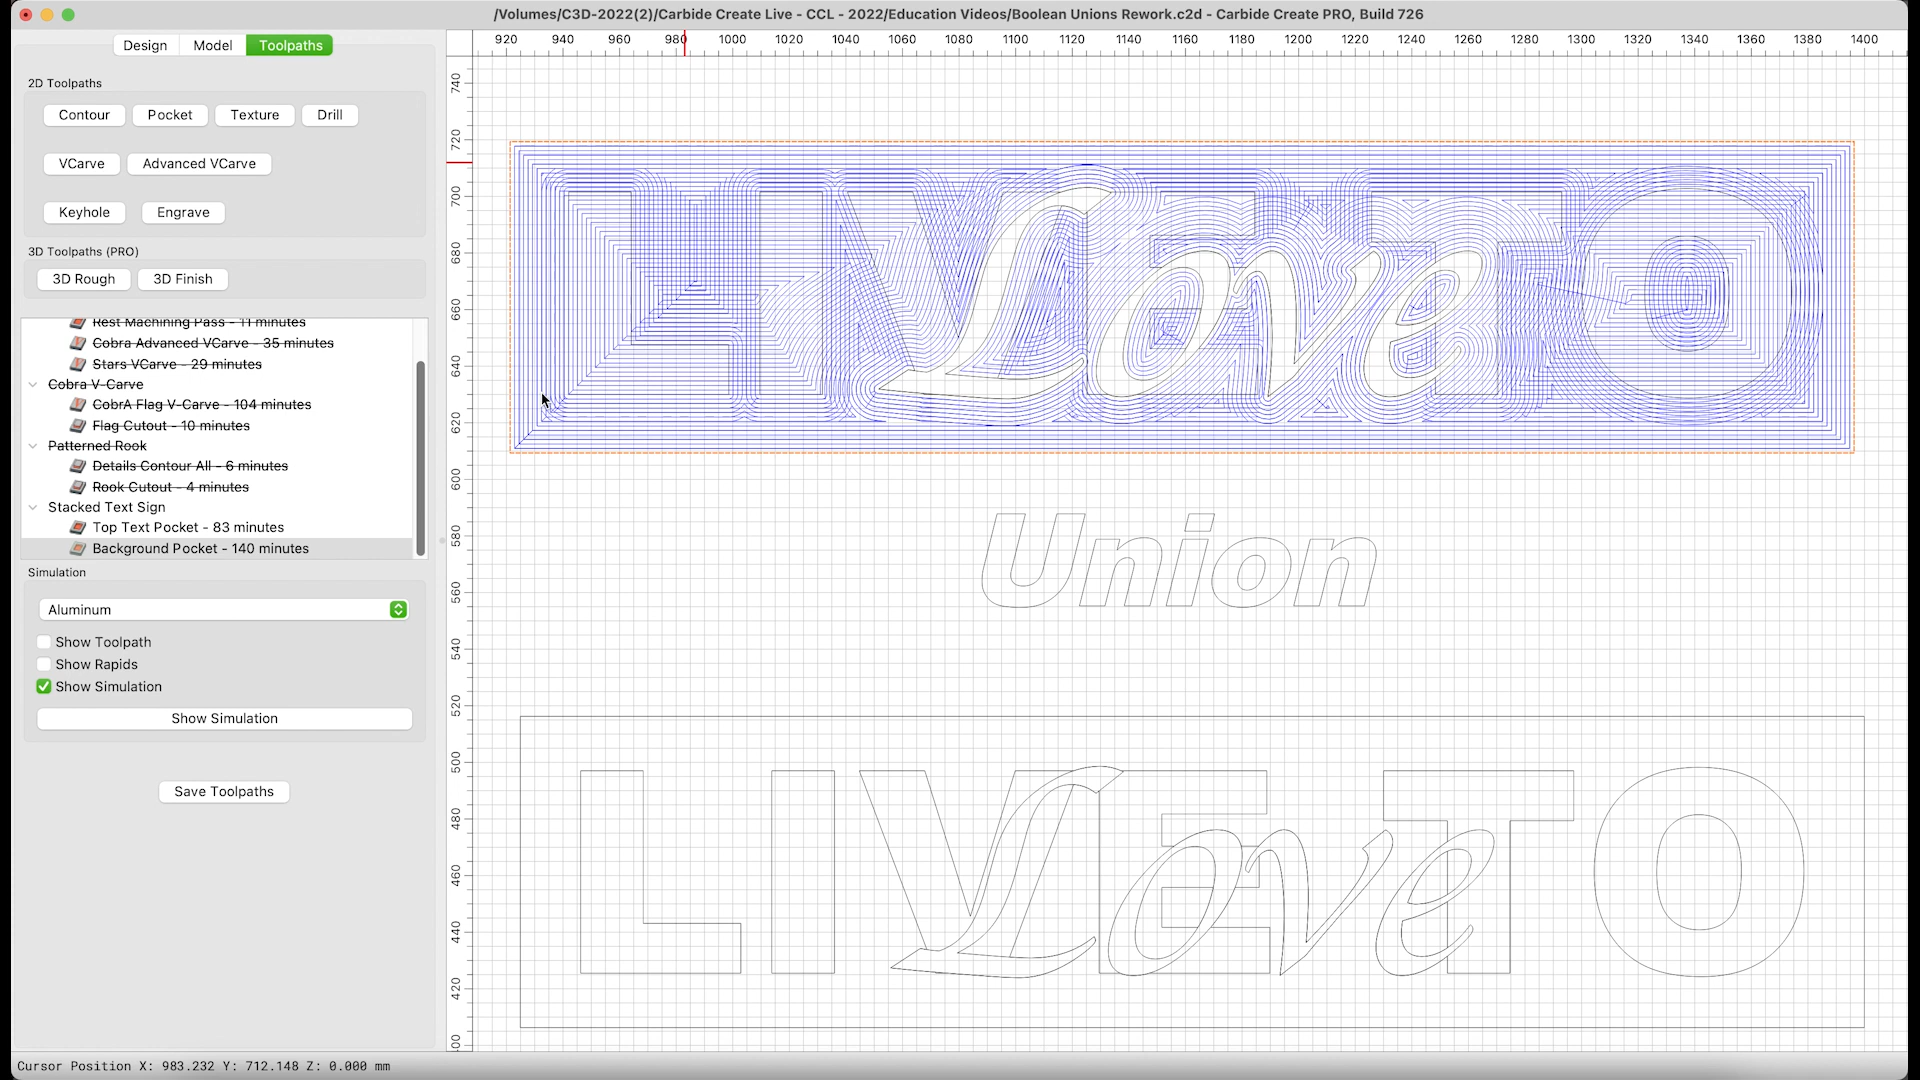 /Volumes/C3D-2022(2)/Carbide Create Live - CCL - 2022/Education Videos/Boolean Unions Rework.c2d - Carbide Create PRO, Build 726
Design Model Toolpaths
920 940 960 980 1000 1020 1040 1060 1080 1100 1120 1140 1160 1180 1200 1220 1240 1260 1280 1300 1320 1340 1360 1380 1400
740
720
700
680
660
640
620
600
580
560
540
520
500
480
460
440
420
2D Toolpaths
Contour Pocket Texture Drill
VCarve Advanced VCarve
Keyhole Engrave
3D Toolpaths (PRO)
3D Rough 3D Finish
Rest Machining Pass - 11 minutes
Cobra Advanced VCarve - 35 minutes
Stars VCarve - 29 minutes
Cobra V-Carve
CobrA Flag V-Carve - 104 minutes
Flag Cutout - 10 minutes
Patterned Rook
Details Contour All - 6 minutes
Rook Cutout - 4 minutes
Stacked Text Sign
Top Text Pocket - 83 minutes
Background Pocket - 140 minutes
Simulation
Aluminum
Show Toolpath
Show Rapids
Show Simulation
Show Simulation
Save Toolpaths
LIVE TO
Love
Union
LIVE TO
Love
Cursor Position X: 983.232 Y: 712.148 Z: 0.000 mm